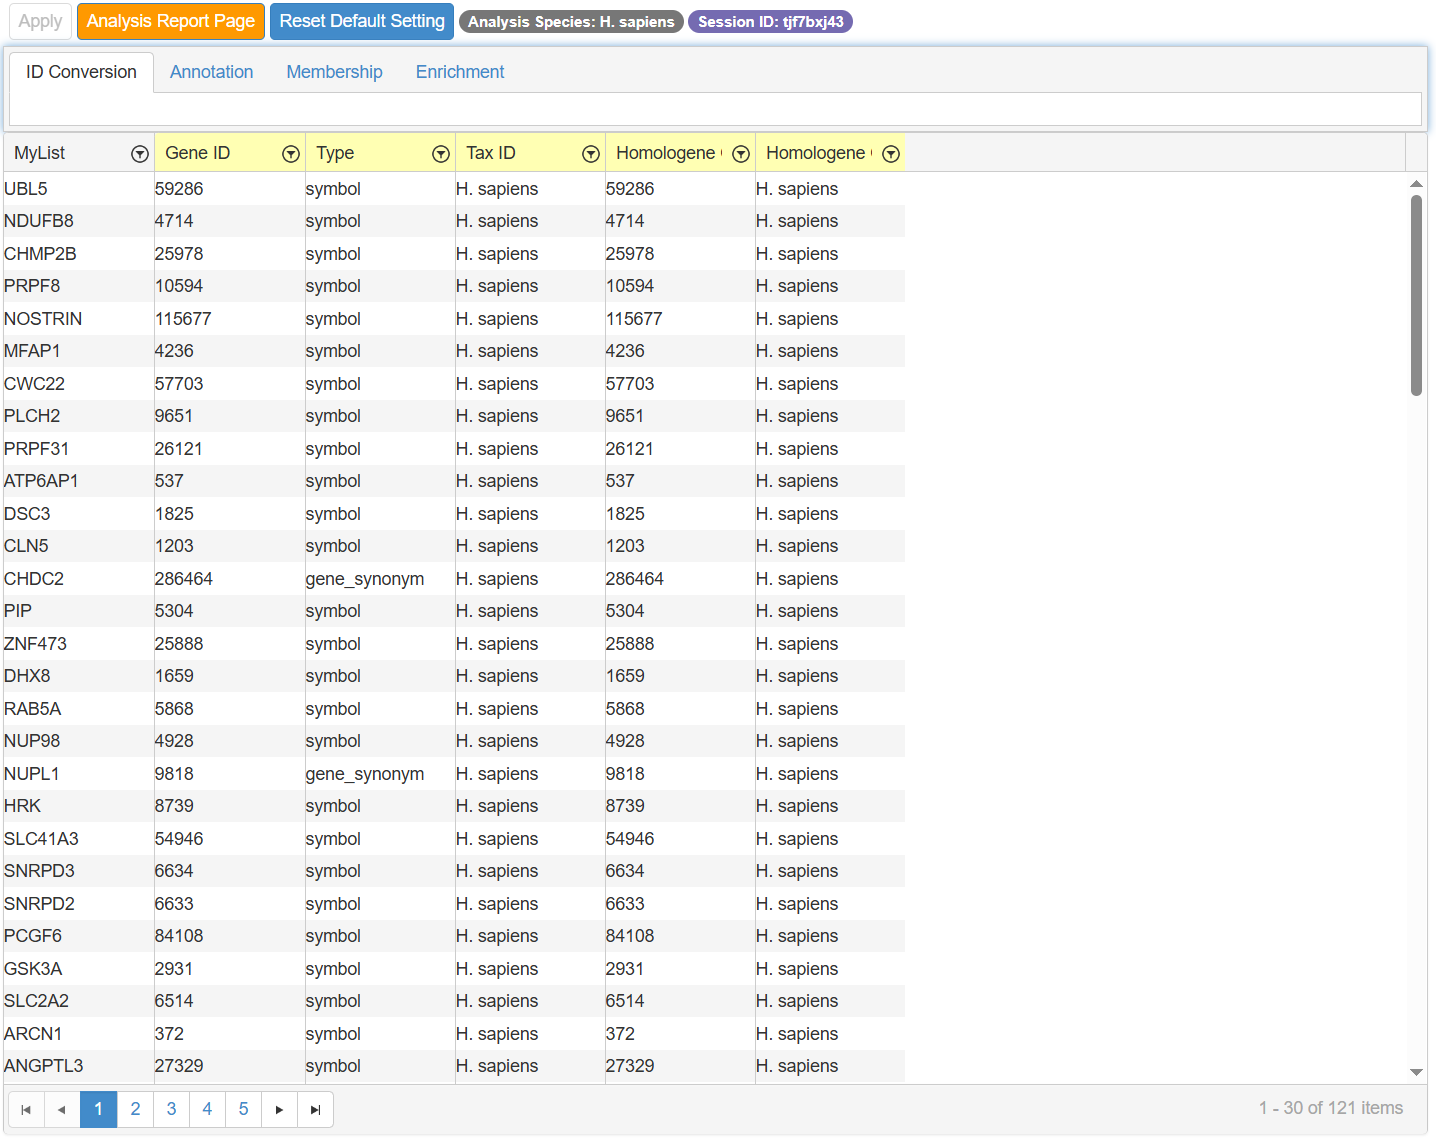 Apply Analysis Report Page Reset Default Setting Analysis Species: H. sapiens Session ID: tjf7bxj43
ID Conversion Annotation Membership Enrichment
MyList Gene ID Type Tax ID Homologene Homologene
UBL5 59286 symbol H. sapiens 59286 H. sapiens
NDUFB8 4714 symbol H. sapiens 4714 H. sapiens
CHMP2B 25978 symbol H. sapiens 25978 H. sapiens
PRPF8 10594 symbol H. sapiens 10594 H. sapiens
NOSTRIN 115677 symbol H. sapiens 115677 H. sapiens
MFAP1 4236 symbol H. sapiens 4236 H. sapiens
CWC22 57703 symbol H. sapiens 57703 H. sapiens
PLCH2 9651 symbol H. sapiens 9651 H. sapiens
PRPF31 26121 symbol H. sapiens 26121 H. sapiens
ATP6AP1 537 symbol H. sapiens 537 H. sapiens
DSC3 1825 symbol H. sapiens 1825 H. sapiens
CLN5 1203 symbol H. sapiens 1203 H. sapiens
CHDC2 286464 gene_synonym H. sapiens 286464 H. sapiens
PIP 5304 symbol H. sapiens 5304 H. sapiens
ZNF473 25888 symbol H. sapiens 25888 H. sapiens
DHX8 1659 symbol H. sapiens 1659 H. sapiens
RAB5A 5868 symbol H. sapiens 5868 H. sapiens
NUP98 4928 symbol H. sapiens 4928 H. sapiens
NUPL1 9818 gene_synonym H. sapiens 9818 H. sapiens
HRK 8739 symbol H. sapiens 8739 H. sapiens
SLC41A3 54946 symbol H. sapiens 54946 H. sapiens
SNRPD3 6634 symbol H. sapiens 6634 H. sapiens
SNRPD2 6633 symbol H. sapiens 6633 H. sapiens
PCGF6 84108 symbol H. sapiens 84108 H. sapiens
GSK3A 2931 symbol H. sapiens 2931 H. sapiens
SLC2A2 6514 symbol H. sapiens 6514 H. sapiens
ARCN1 372 symbol H. sapiens 372 H. sapiens
ANGPTL3 27329 symbol H. sapiens 27329 H. sapiens
1 2 3 4 5 1 - 30 of 121 items